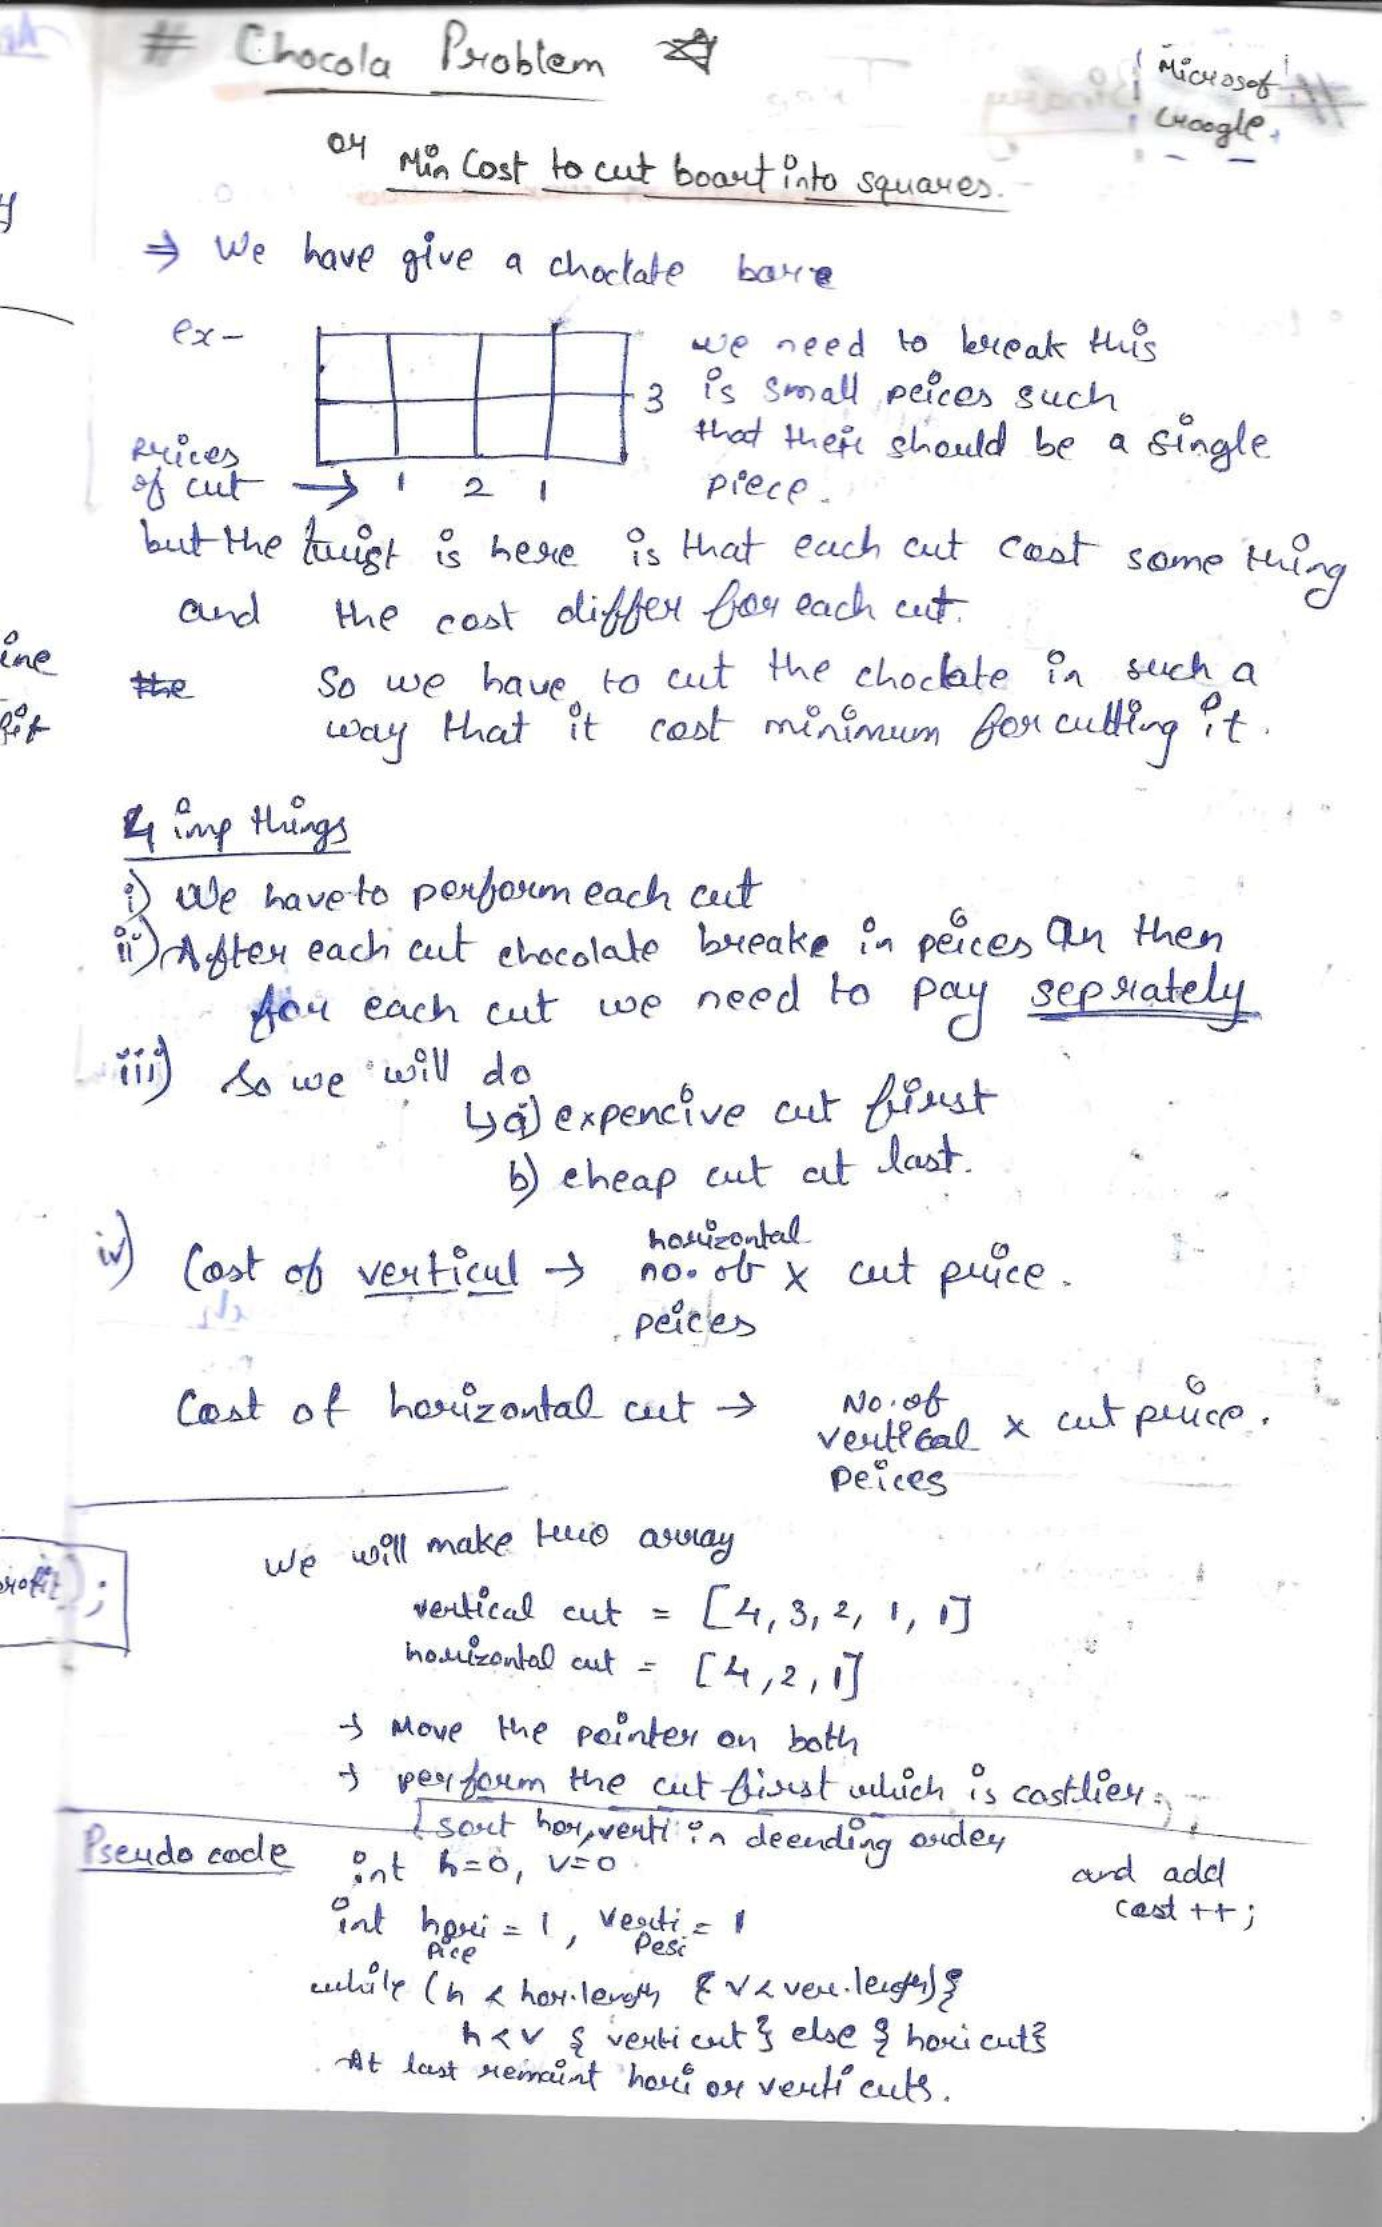 # Chocola Problem
Microsof
Google.
or Min Cost to cut boart into squares.
⇒ We have give a choclate bare
ex-
we need to break this
3 is small peices such
that their should be a single
piece.
Prices
of cut → 1 2 1
but the twist is here is that each cut cost some thing
and the cost differ for each cut.
the So we have to cut the choclate in such a
way that it cost minimum for cutting it.
4 imp things
i) We have to perform each cut
ii) After each cut chocolate breake in peices an then
for each cut we need to pay seprately
iii) So we will do
↳ a) expencive cut first
b) cheap cut at last.
iv) Cost of vertical → horizontal no. of peices x cut price.
Cost of horizontal cut → No. of vertical peices x cut price.
We will make two array
vertical cut = [4, 3, 2, 1, 1]
horizontal cut = [4, 2, 1]
→ Move the pointer on both
→ perform the cut first which is costlier.
and add
cost ++;
Pseudo code
sort hor, verti in deending order
int h=0, v=0
int hori pice = 1, verti pesi = 1
while (h < hor.length & v < ver.length) {
h < v { verti cut } else { hori cut }
At last remaint hori or verti cuts.
ine
fit
profit);